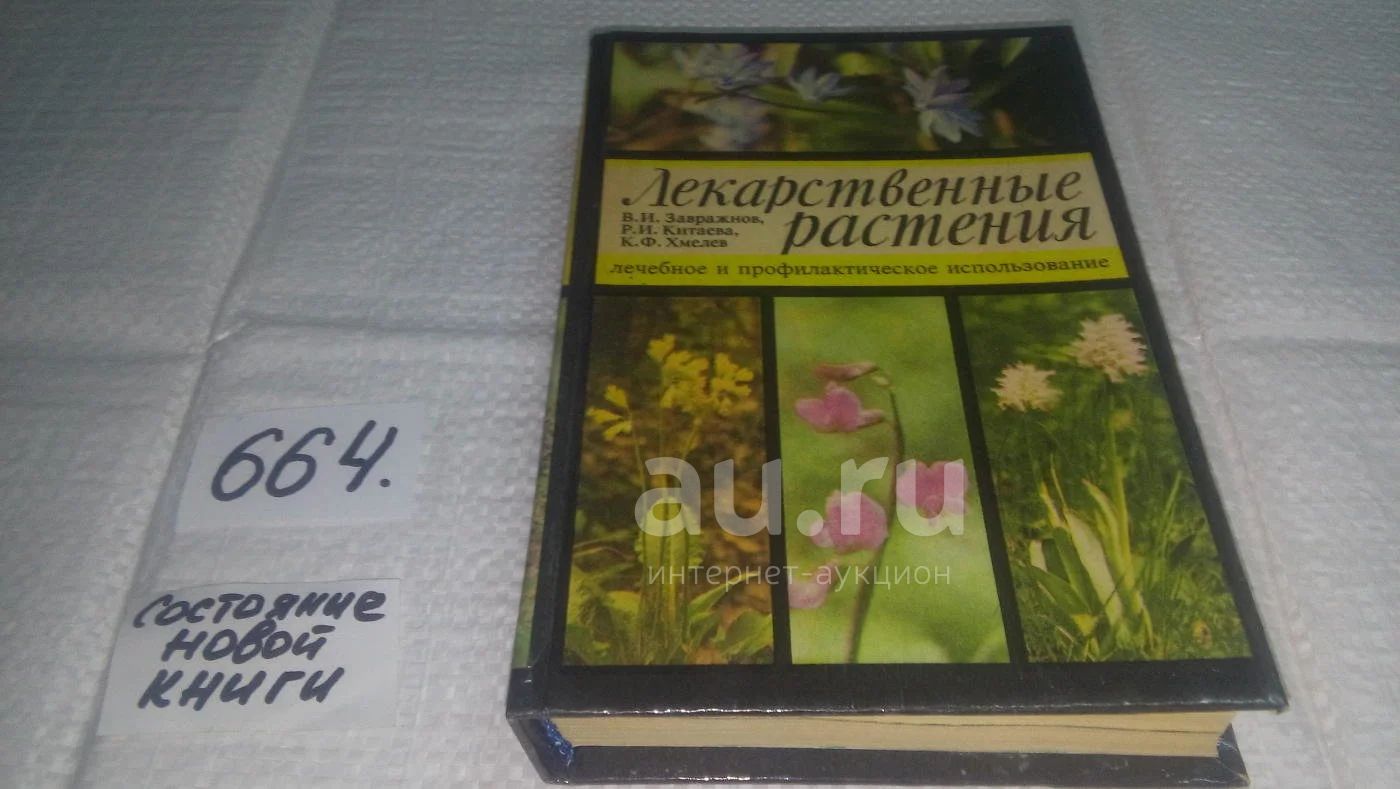 Лекарственные
растения
В.И. Завражнов,
Р.И. Китаева,
К.Ф. Хмелев
лечебное и профилактическое использование
664.
состояние
новой
книги
au.ru
интернет-аукцион